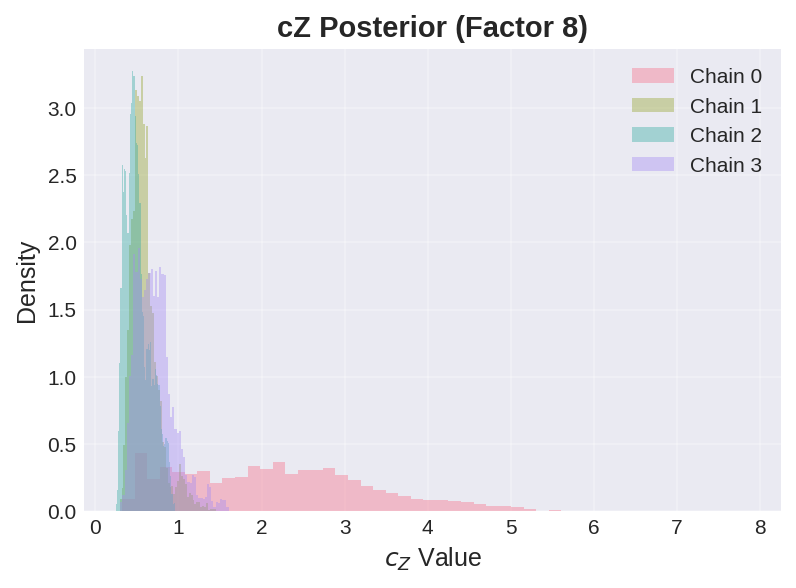 cZ Posterior (Factor 8)
Chain 0
Chain 1
Chain 2
Chain 3
Density
3.0
2.5
2.0
1.5
1.0
0.5
0.0
0 1 2 3 4 5 6 7 8
c_Z Value